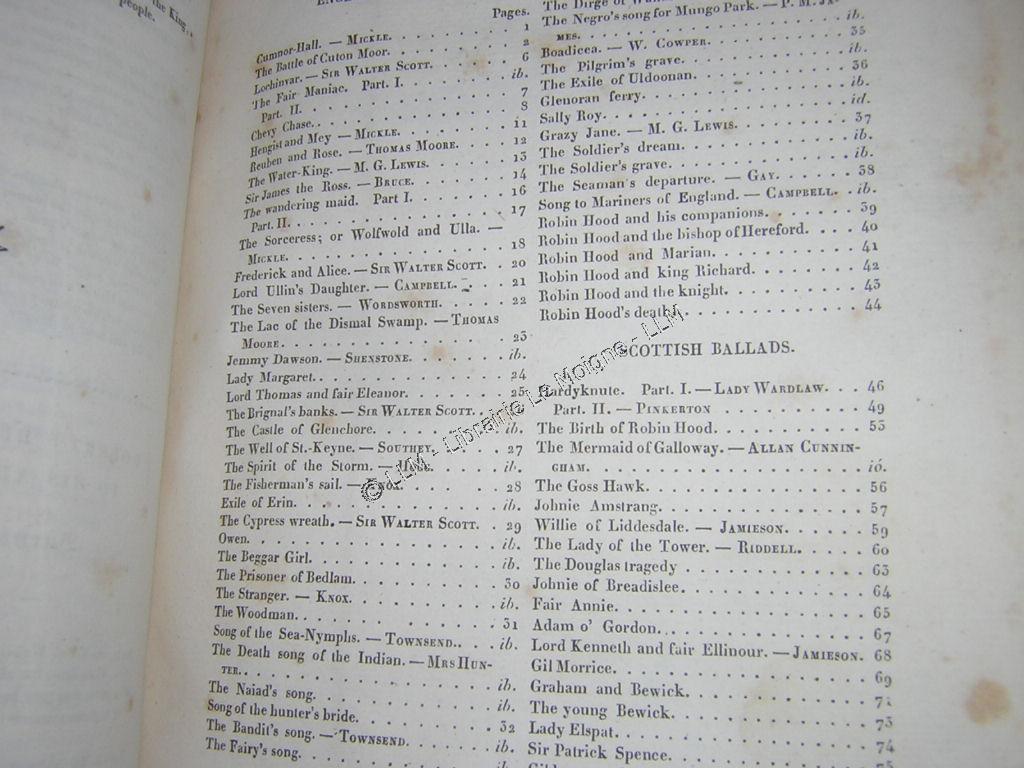 the King..
people.
Pages.
Cumnor-Hall. — MICKLE. 1
The Battle of Cuton Moor. 2
Lochinvar. — SIR WALTER SCOTT. 6
The Fair Maniac. Part. I. ib.
Part. II. 7
Chevy Chase. 8
Hengist and Mey — MICKLE. 11
Reuben and Rose. — THOMAS MOORE. 12
The Water-King. — M. G. LEWIS. 13
Sir James the Ross. — BRUCE. 14
The wandering maid. Part I. 16
Part. II. 17
The Sorceress; or Wolfwold and Ulla. —
MICKLE. 18
Frederick and Alice. — SIR WALTER SCOTT. 20
Lord Ullin's Daughter. — CAMPBELL. 21
The Seven sisters. — WORDSWORTH. 22
The Lac of the Dismal Swamp. — THOMAS
MOORE. 23
Jemmy Dawson. — SHENSTONE. ib.
Lady Margaret. 24
Lord Thomas and fair Eleanor. 25
The Brignal's banks. — SIR WALTER SCOTT.
The Castle of Glenchore. ib.
The Well of St.-Keyne. — SOUTHEY. 27
The Spirit of the Storm. — ib.
The Fisherman's sail. — KNOX. 28
Exile of Erin. ib.
The Cypress wreath. — SIR WALTER SCOTT. 29
Owen. ib.
The Beggar Girl. ib.
The Prisoner of Bedlam. 30
The Stranger. — KNOX. ib.
The Woodman. 31
Song of the Sea-Nymphs. — TOWNSEND. ib.
The Death song of the Indian. — MRS HUN-
TER. ib.
The Naiad's song. ib.
Song of the hunter's bride. 32
The Bandit's song. — TOWNSEND. ib.
The Fairy's song.
The Dirge of
The Negro's song for Mungo Park. — P. M. JA-
MES. ib.
Boadicea. — W. COWPER. 35
The Pilgrim's grave. ib.
The Exile of Uldoonan. 36
Glenoran ferry. ib.
Sally Roy. id.
Grazy Jane. — M. G. LEWIS. 37
The Soldier's dream. ib.
The Soldier's grave. ib.
The Seaman's departure. — GAY. 38
Song to Mariners of England. — CAMPBELL. ib.
Robin Hood and his companions. 39
Robin Hood and the bishop of Hereford. 40
Robin Hood and Marian. 41
Robin Hood and king Richard. 42
Robin Hood and the knight. 43
Robin Hood's death. 44
SCOTTISH BALLADS.
Hardyknute. Part. I. — LADY WARDLAW. 46
Part. II. — PINKERTON 49
The Birth of Robin Hood. 53
The Mermaid of Galloway. — ALLAN CUNNIN-
GHAM. ib.
The Goss Hawk. 56
Johnie Amstrang. 57
Willie of Liddesdale. — JAMIESON. 59
The Lady of the Tower. — RIDDELL. 60
The Douglas tragedy 63
Johnie of Breadislee. 64
Fair Annie. 65
Adam o' Gordon. 67
Lord Kenneth and fair Ellinour. — JAMIESON. 68
Gil Morrice. 69
Graham and Bewick. 71
The young Bewick. 73
Lady Elspat. 74
Sir Patrick Spence.
© LLM - Librairie Le Moigne - LLM